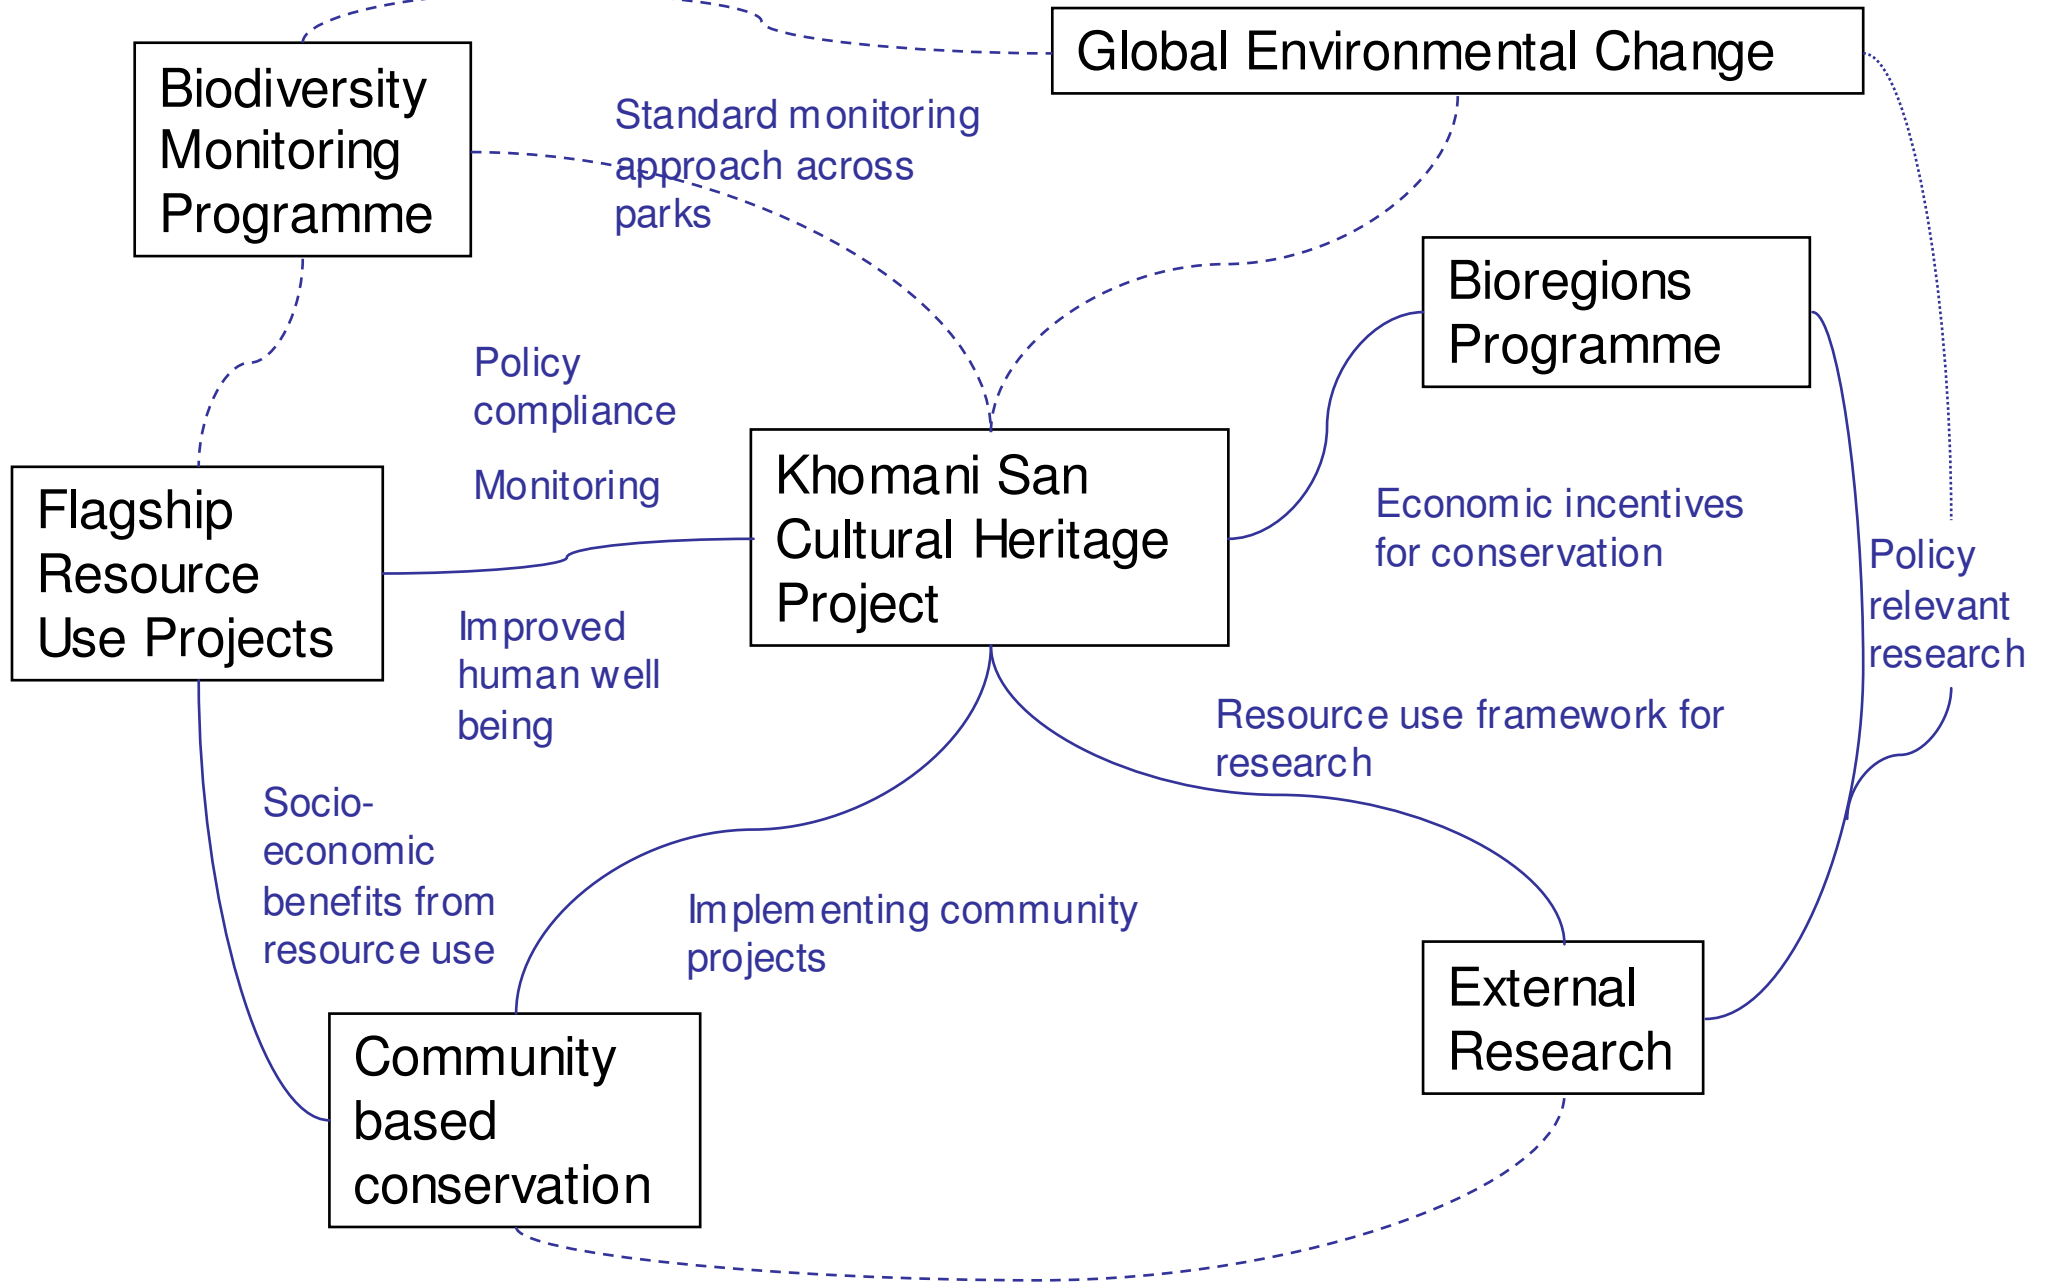 Global Environmental Change
Biodiversity
Monitoring
Programme
Standard monitoring
approach across
parks
Bioregions
Programme
Policy
compliance
Monitoring
Khomani San
Cultural Heritage
Project
Flagship
Resource
Use Projects
Economic incentives
for conservation
Policy
relevant
research
Improved
human well
being
Resource use framework for
research
Socio-
economic
benefits from
resource use
Implementing community
projects
External
Research
Community
based
conservation